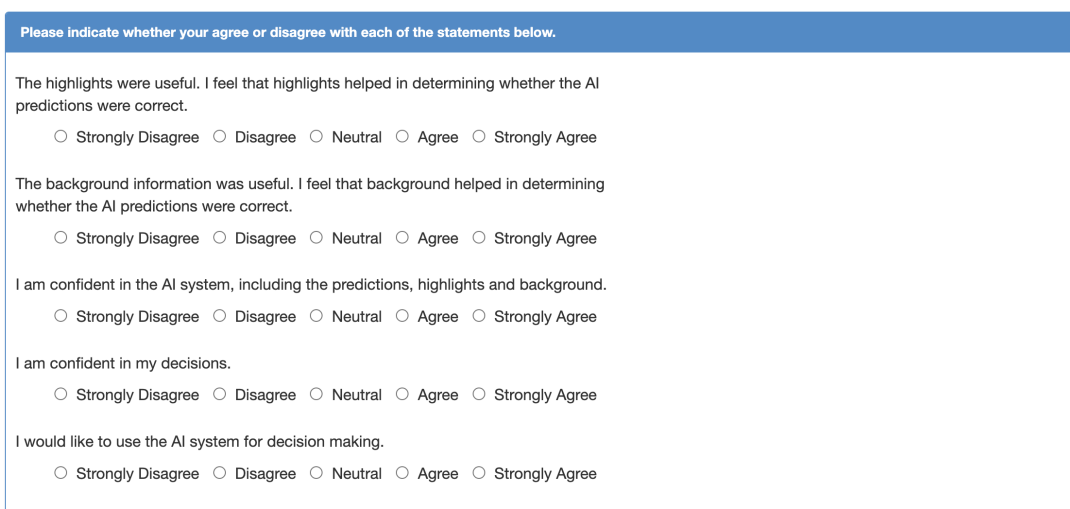 Please indicate whether your agree or disagree with each of the statements below.
The highlights were useful. I feel that highlights helped in determining whether the AI
predictions were correct.
Strongly Disagree Disagree Neutral Agree Strongly Agree
The background information was useful. I feel that background helped in determining
whether the AI predictions were correct.
Strongly Disagree Disagree Neutral Agree Strongly Agree
I am confident in the AI system, including the predictions, highlights and background.
Strongly Disagree Disagree Neutral Agree Strongly Agree
I am confident in my decisions.
Strongly Disagree Disagree Neutral Agree Strongly Agree
I would like to use the AI system for decision making.
Strongly Disagree Disagree Neutral Agree Strongly Agree